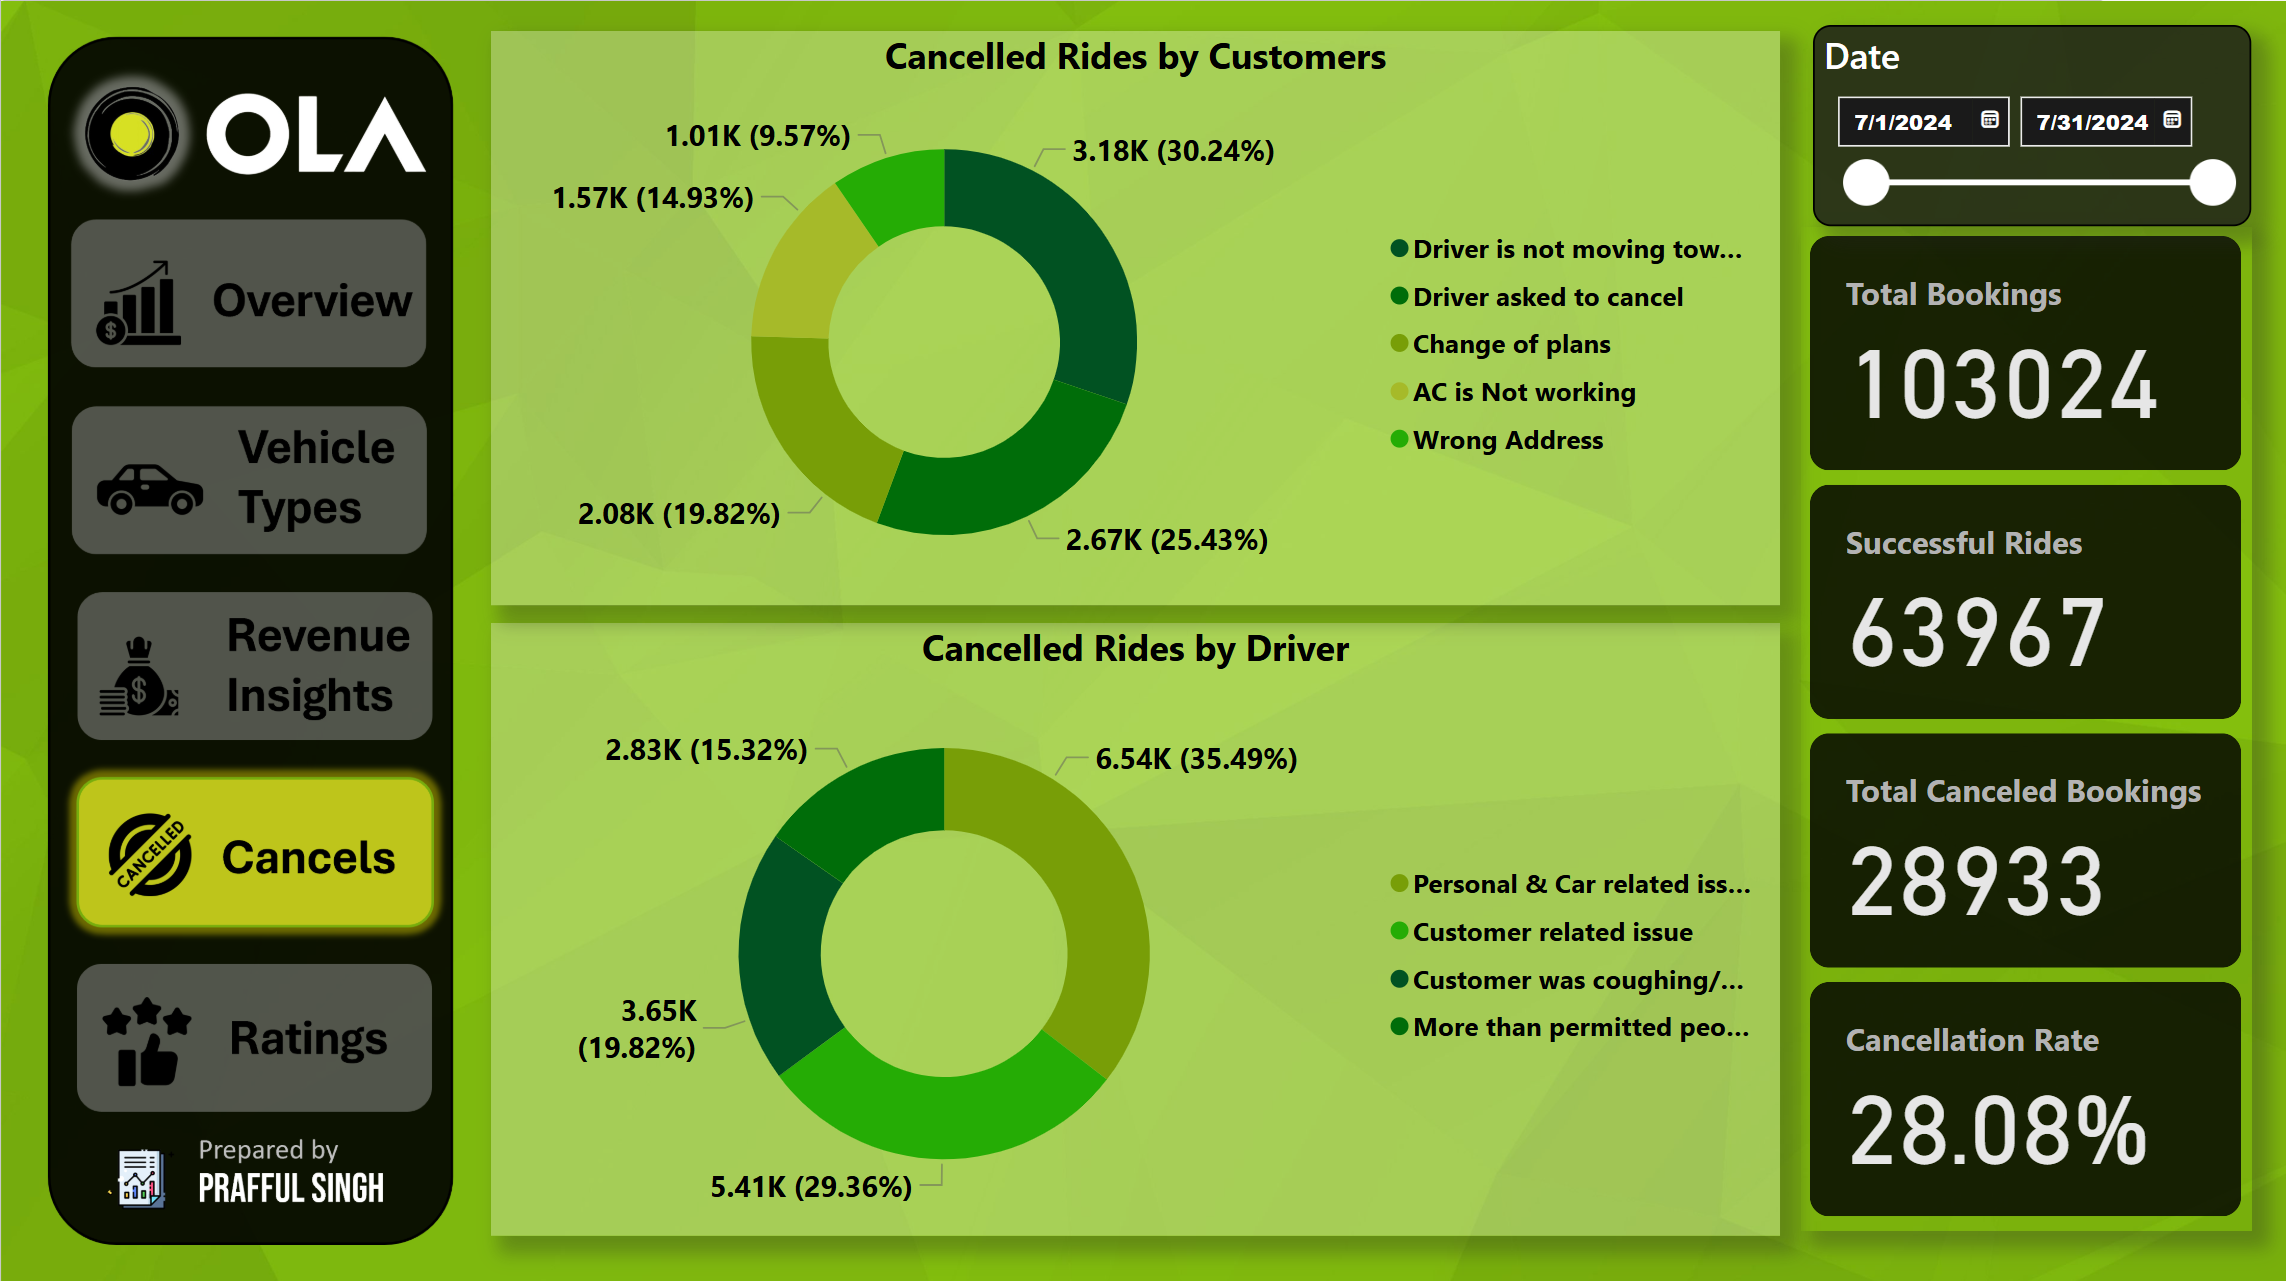 OLA
Overview
Vehicle
Types
Revenue
Insights
CANCELLED
Cancels
Ratings
Prepared by
PRAFFUL SINGH
Cancelled Rides by Customers
1.01K (9.57%)
3.18K (30.24%)
1.57K (14.93%)
2.08K (19.82%)
2.67K (25.43%)
Driver is not moving tow...
Driver asked to cancel
Change of plans
AC is Not working
Wrong Address
Cancelled Rides by Driver
2.83K (15.32%)
6.54K (35.49%)
3.65K
(19.82%)
5.41K (29.36%)
Personal & Car related iss...
Customer related issue
Customer was coughing/...
More than permitted peo...
Date
7/1/2024
7/31/2024
Total Bookings
103024
Successful Rides
63967
Total Canceled Bookings
28933
Cancellation Rate
28.08%